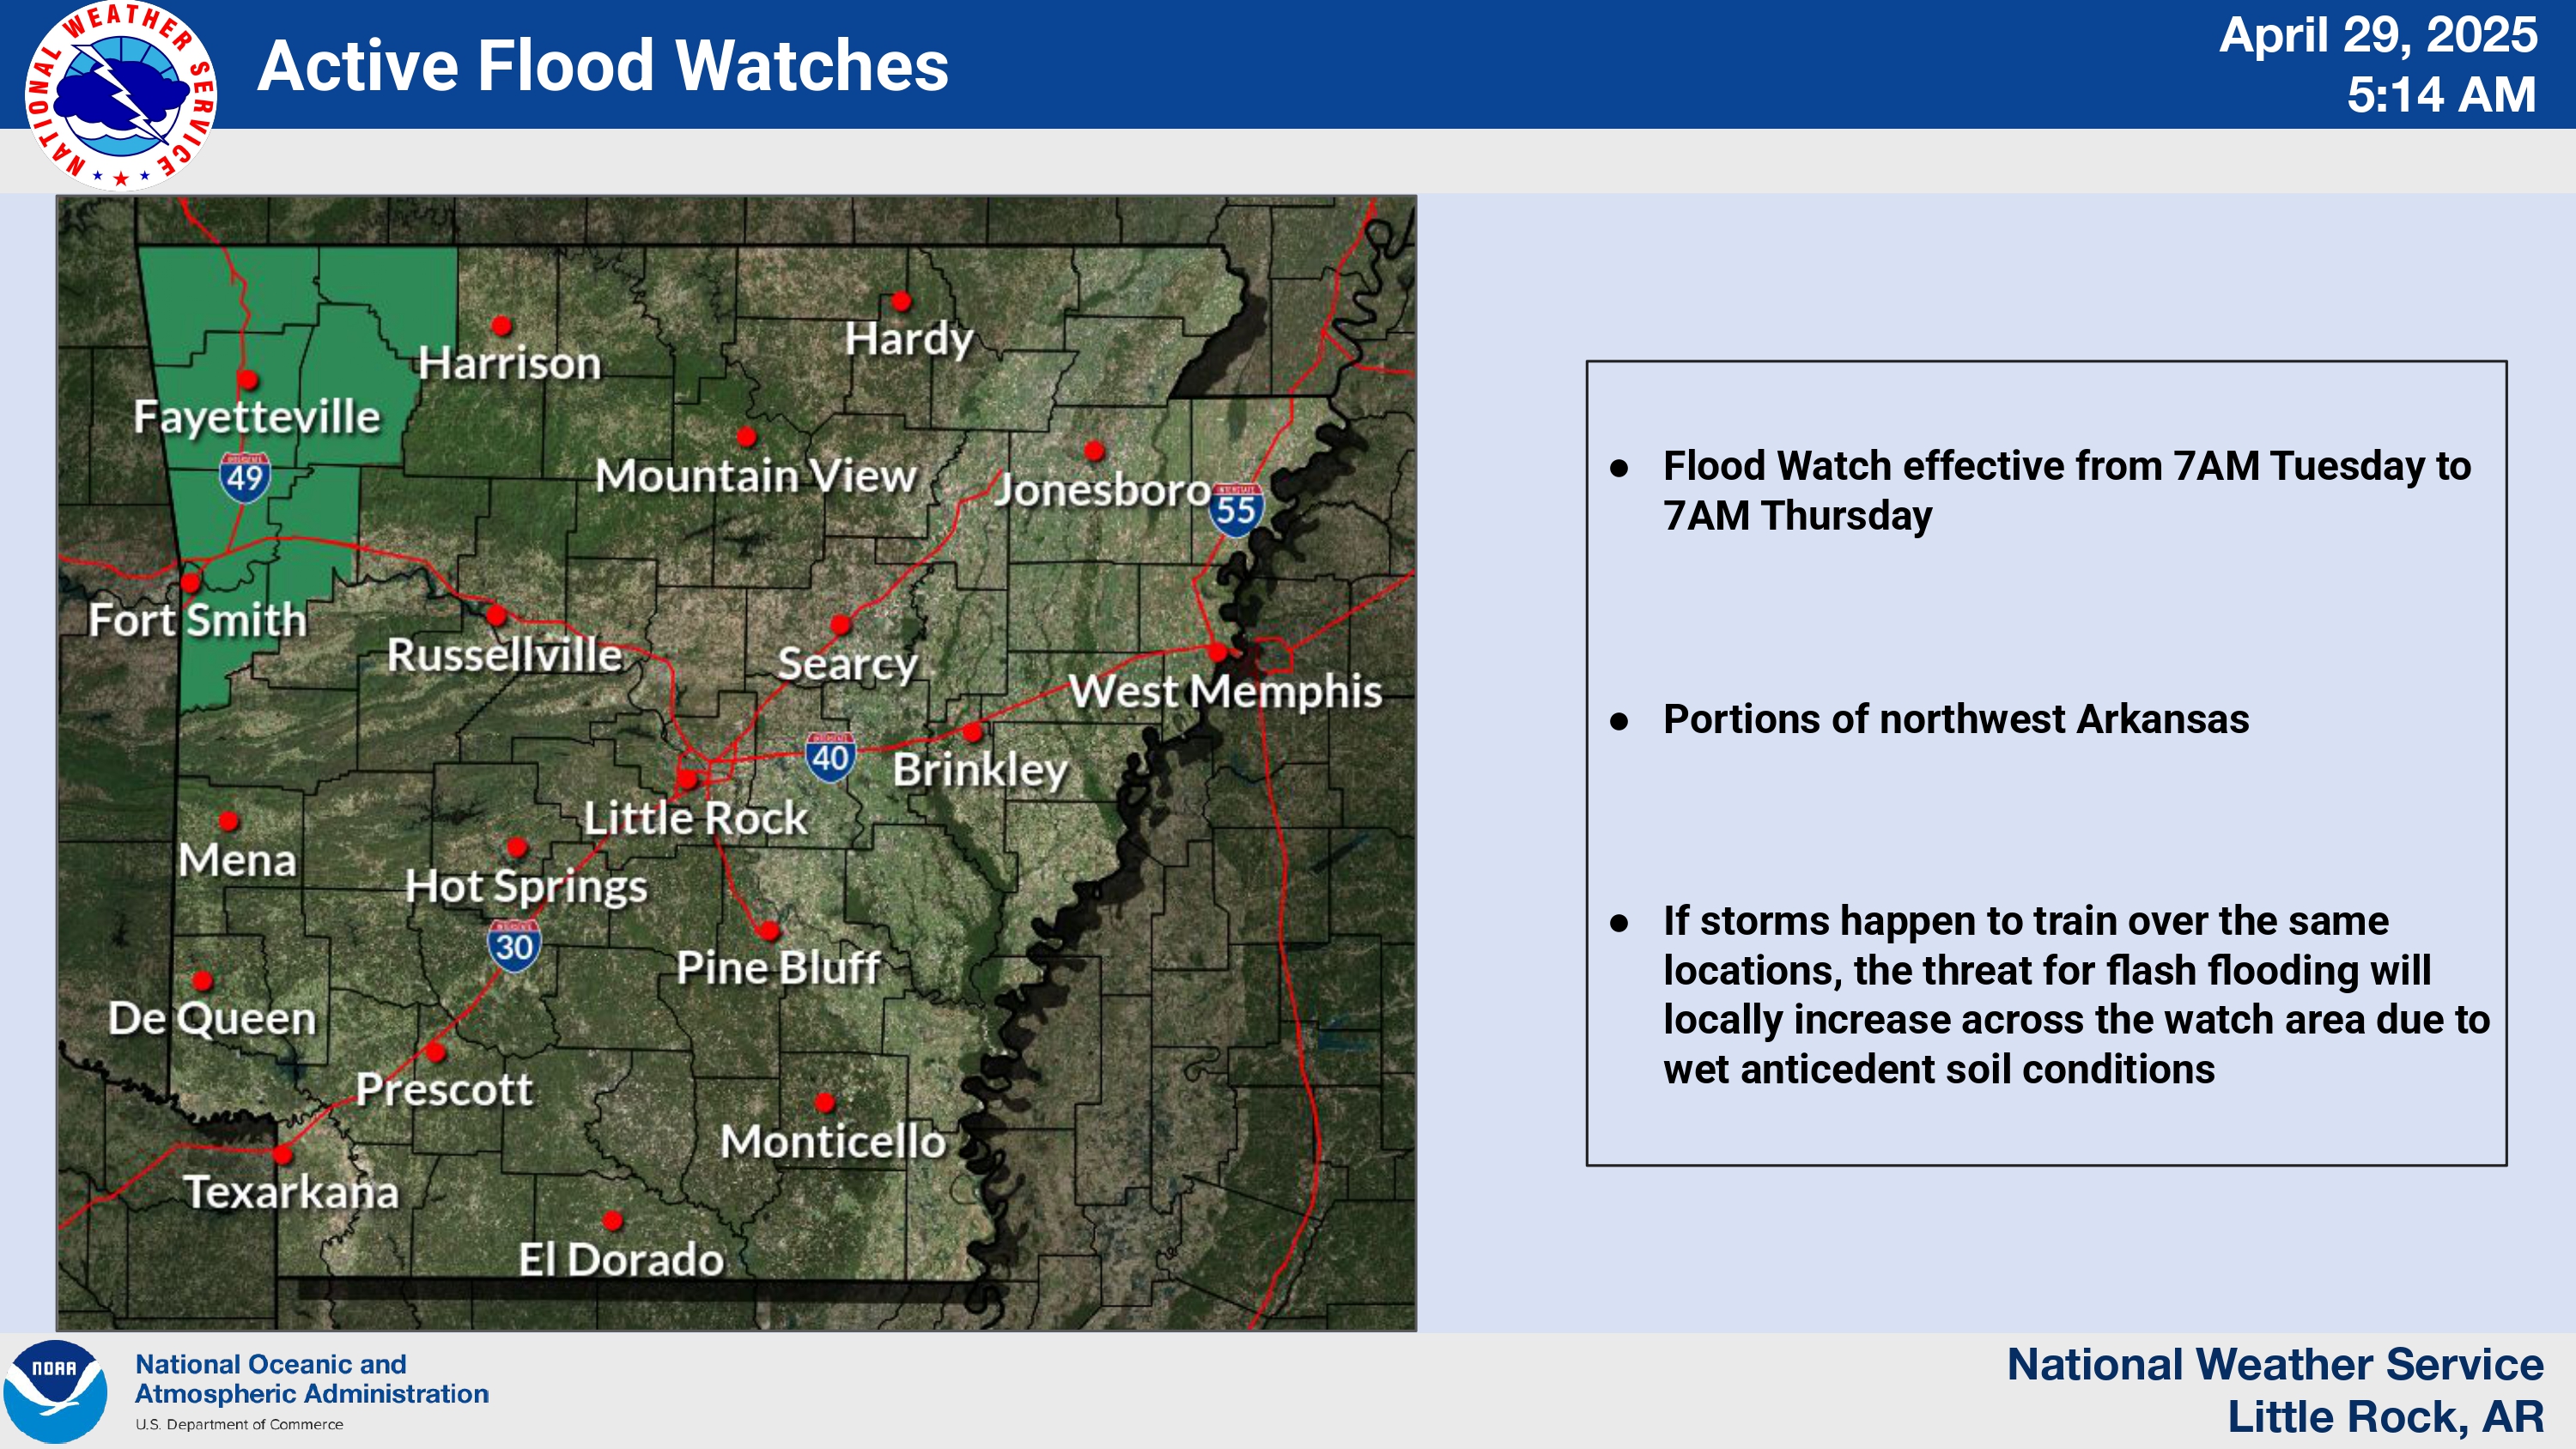 NATIONAL WEATHER SERVICE
Active Flood Watches
April 29, 2025
5:14 AM
Hardy
Harrison
Fayetteville
49
Mountain View
Jonesboro
INTERSTATE
55
Fort Smith
Russellville
Searcy
West Memphis
40
Brinkley
Little Rock
Mena
Hot Springs
30
Pine Bluff
De Queen
Prescott
Monticello
Texarkana
El Dorado
● Flood Watch effective from 7AM Tuesday to
7AM Thursday
● Portions of northwest Arkansas
● If storms happen to train over the same
locations, the threat for flash flooding will
locally increase across the watch area due to
wet anticedent soil conditions
NOAA
National Oceanic and
Atmospheric Administration
U.S. Department of Commerce
National Weather Service
Little Rock, AR